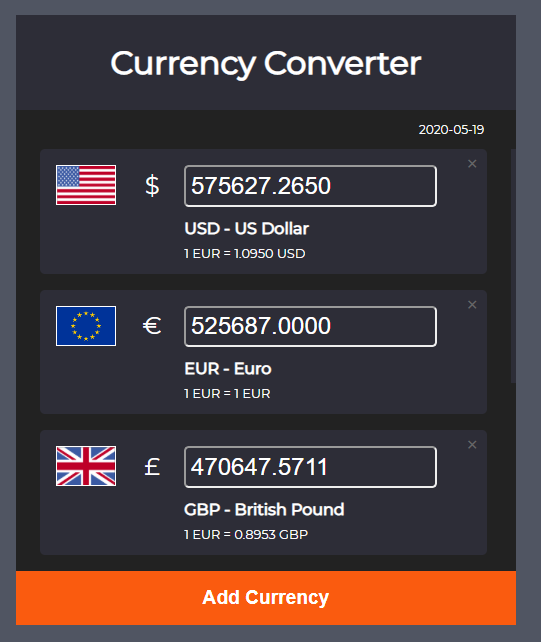 Currency Converter
2020-05-19
×
$ 575627.2650
USD - US Dollar
1 EUR = 1.0950 USD
×
€ 525687.0000
EUR - Euro
1 EUR = 1 EUR
×
£ 470647.5711
GBP - British Pound
1 EUR = 0.8953 GBP
Add Currency